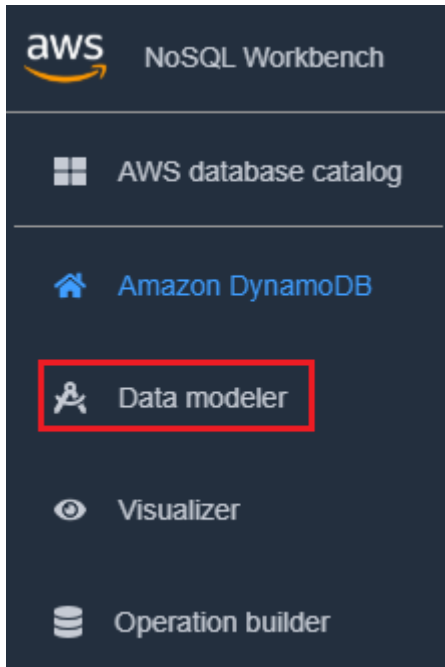 aws NoSQL Workbench
AWS database catalog
Amazon DynamoDB
Data modeler
Visualizer
Operation builder